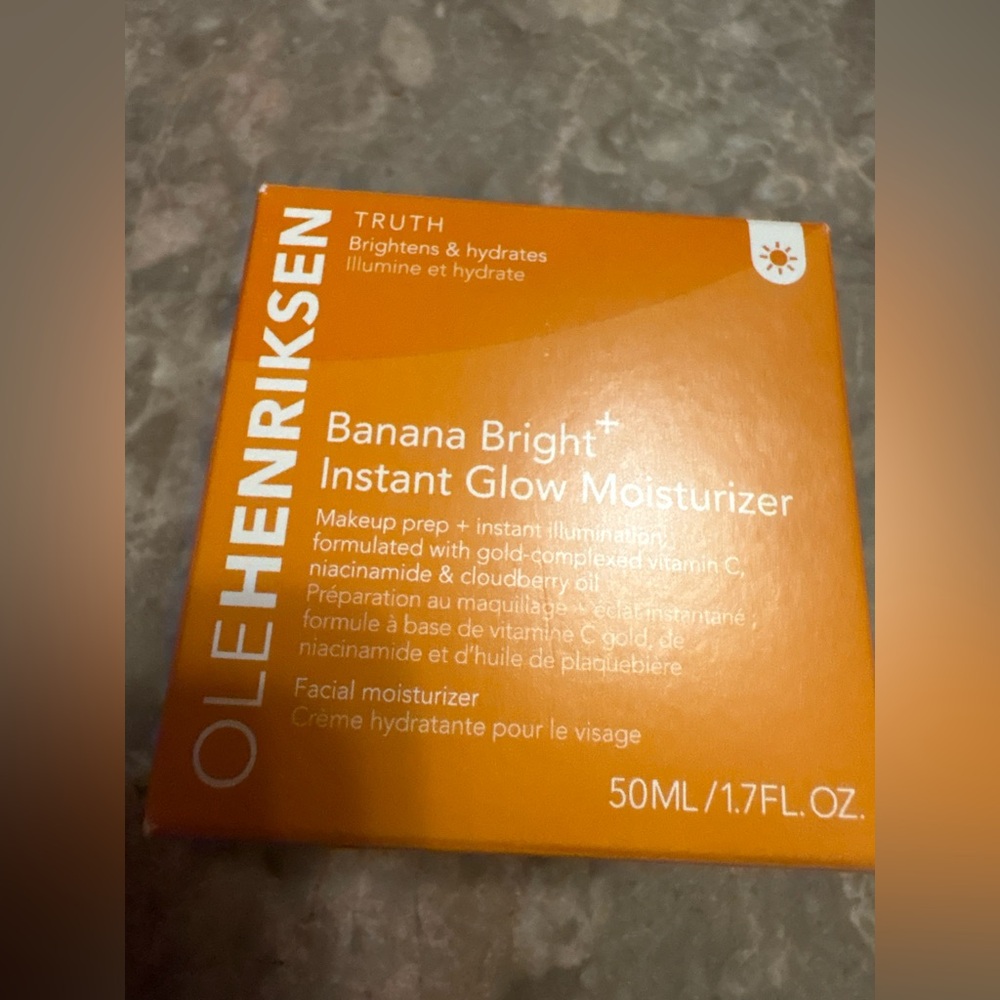 OLEHENRIKSEN
TRUTH
Brightens & hydrates
Illumine et hydrate
Banana Bright+
Instant Glow Moisturizer
Makeup prep + instant illumination,
formulated with gold-complexed vitamin C,
niacinamide & cloudberry oil
Préparation au maquillage + éclat instantané,
formule à base de vitamine C gold, de
niacinamide et d'huile de plaquebière
Facial moisturizer
Crème hydratante pour le visage
50ML/1.7FL.OZ.